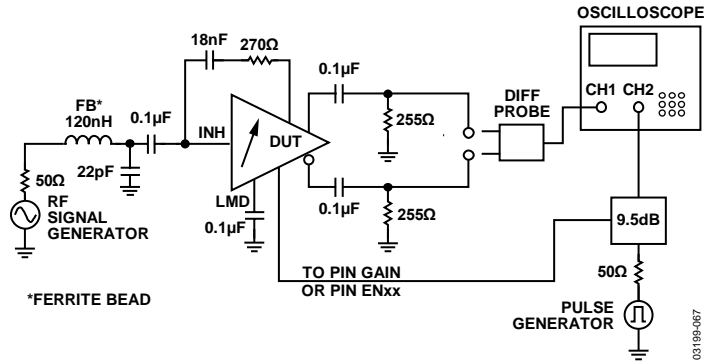 OSCILLOSCOPE
18nF
270Ω
0.1µF
DIFF
PROBE
CH1
CH2
FB*
120nH
0.1µF
INH
DUT
255Ω
22pF
50Ω
LMD
0.1µF
255Ω
9.5dB
RF
SIGNAL
GENERATOR
0.1µF
TO PIN GAIN
OR PIN ENxx
50Ω
*FERRITE BEAD
PULSE
GENERATOR
03199-067